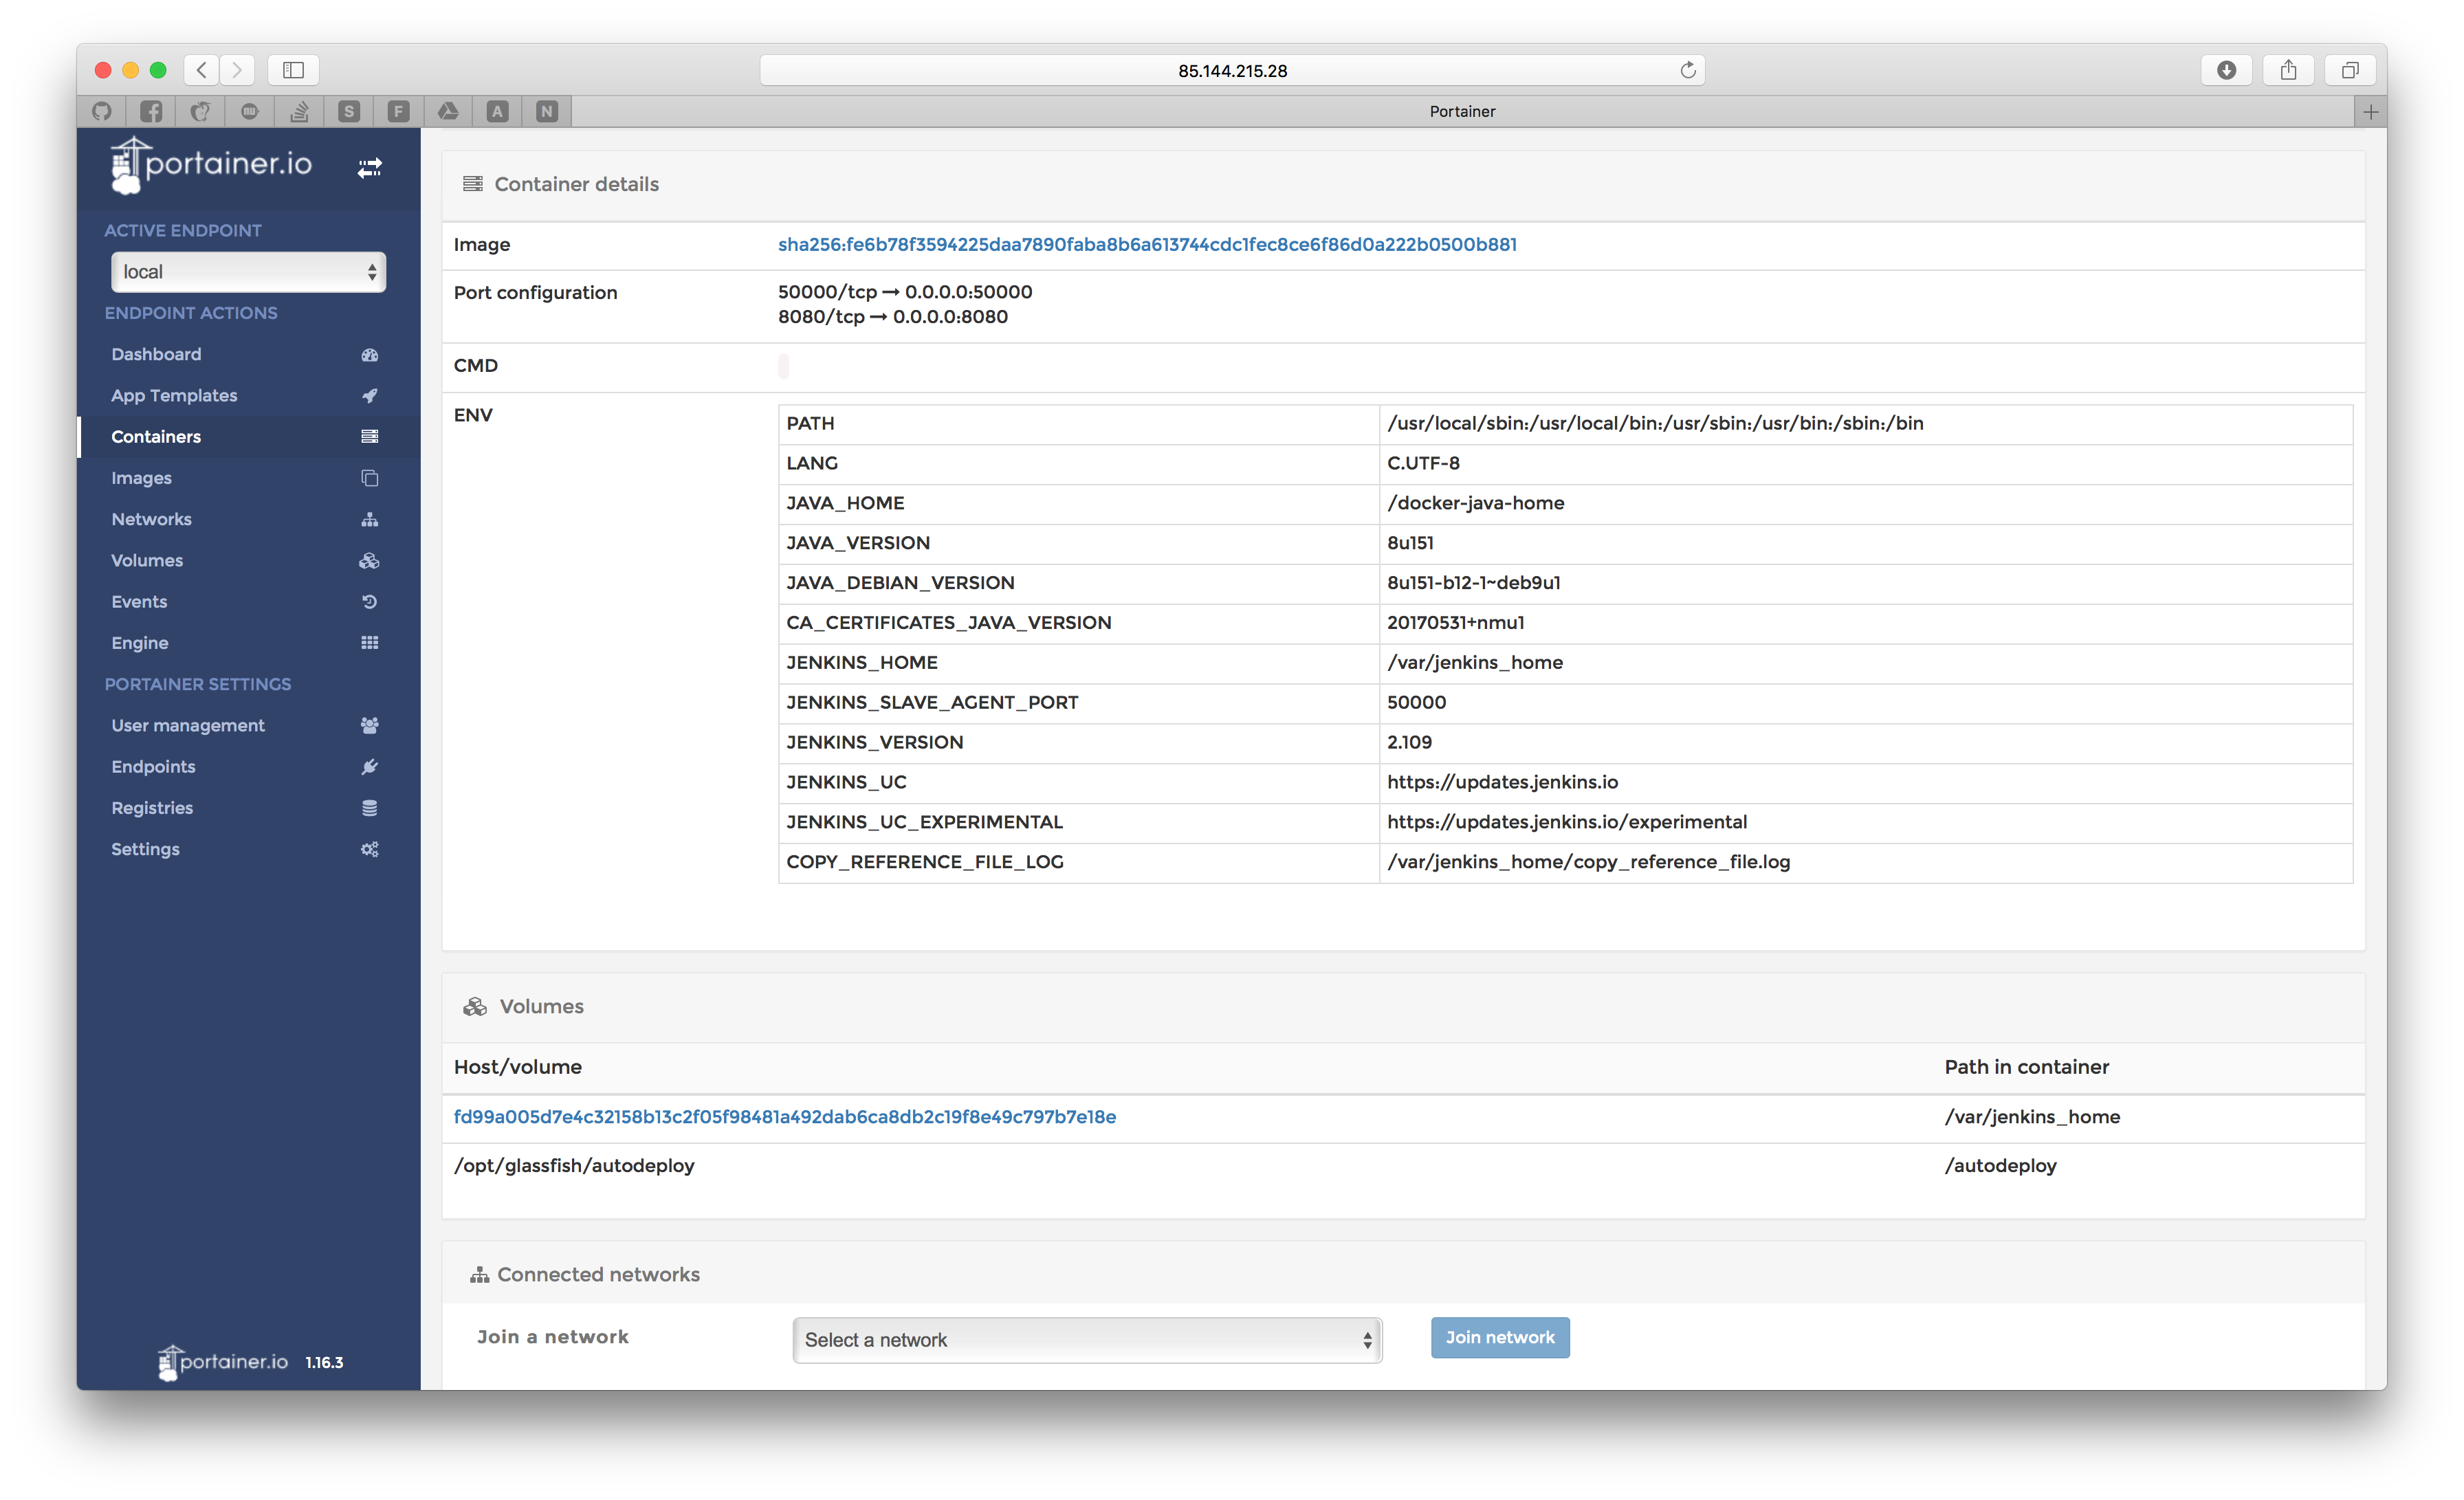 85.144.215.28
mu
S
F
A
N
Portainer
portainer.io
ACTIVE ENDPOINT
local
ENDPOINT ACTIONS
Dashboard
App Templates
Containers
Images
Networks
Volumes
Events
Engine
PORTAINER SETTINGS
User management
Endpoints
Registries
Settings
portainer.io 1.16.3
Container details
Image sha256:fe6b78f3594225daa7890faba8b6a613744cdc1fec8ce6f86d0a222b0500b881
Port configuration 50000/tcp → 0.0.0.0:50000
8080/tcp → 0.0.0.0:8080
CMD
ENV
PATH /usr/local/sbin:/usr/local/bin:/usr/sbin:/usr/bin:/sbin:/bin
LANG C.UTF-8
JAVA_HOME /docker-java-home
JAVA_VERSION 8u151
JAVA_DEBIAN_VERSION 8u151-b12-1~deb9u1
CA_CERTIFICATES_JAVA_VERSION 20170531+nmu1
JENKINS_HOME /var/jenkins_home
JENKINS_SLAVE_AGENT_PORT 50000
JENKINS_VERSION 2.109
JENKINS_UC https://updates.jenkins.io
JENKINS_UC_EXPERIMENTAL https://updates.jenkins.io/experimental
COPY_REFERENCE_FILE_LOG /var/jenkins_home/copy_reference_file.log
Volumes
Host/volume Path in container
fd99a005d7e4c32158b13c2f05f98481a492dab6ca8db2c19f8e49c797b7e18e /var/jenkins_home
/opt/glassfish/autodeploy /autodeploy
Connected networks
Join a network Select a network Join network